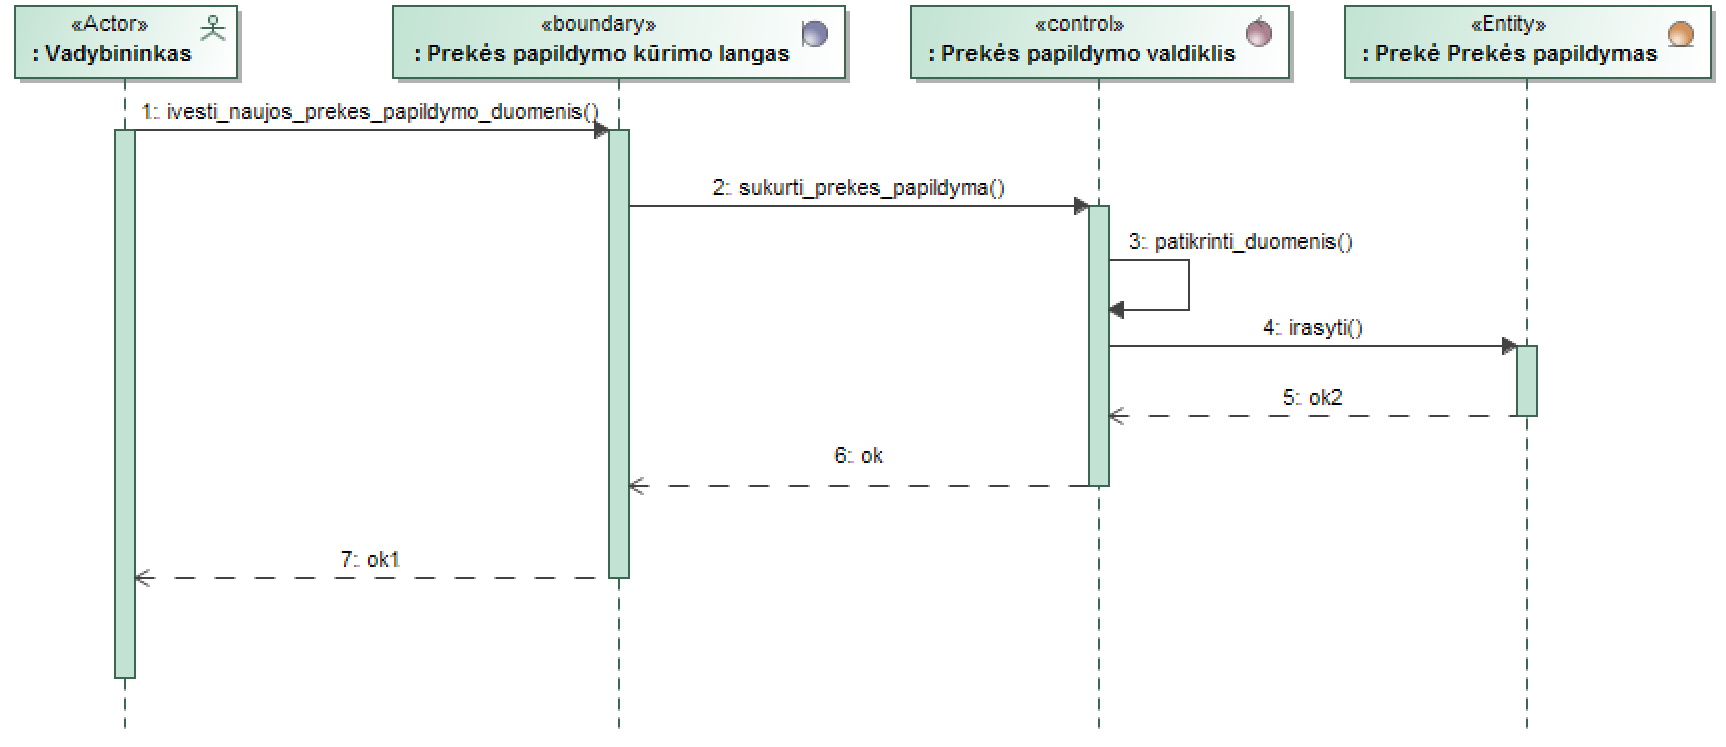 «Actor»
: Vadybininkas
«boundary»
: Prekės papildymo kūrimo langas
«control»
: Prekės papildymo valdiklis
«Entity»
: Prekė Prekės papildymas
1: ivesti_naujos_prekes_papildymo_duomenis()
2: sukurti_prekes_papildyma()
3: patikrinti_duomenis()
4: irasyti()
5: ok2
6: ok
7: ok1